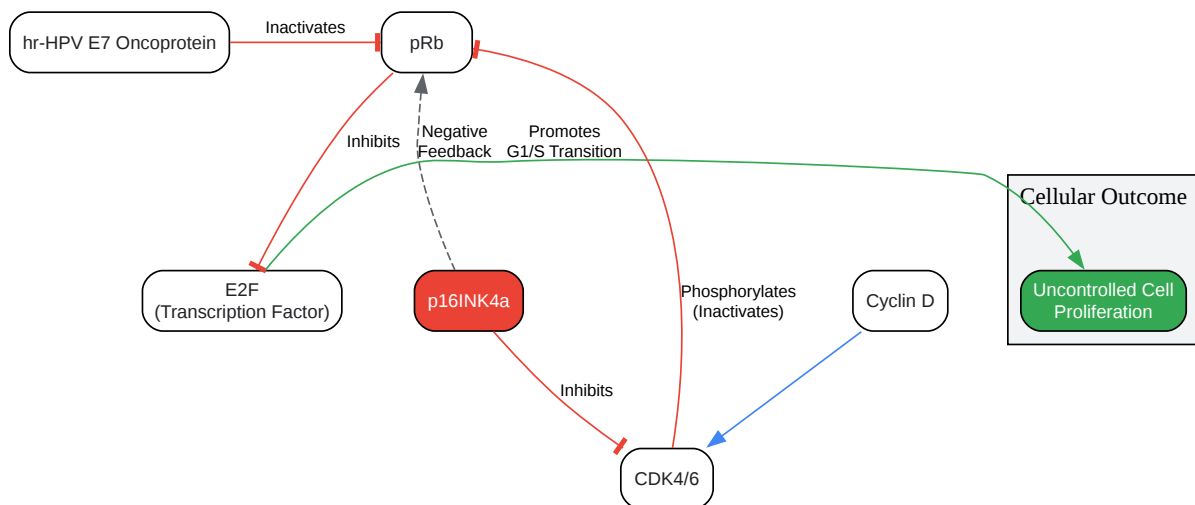 Inactivates
hr-HPV E7 Oncoprotein
pRb
Inhibits
Negative
Feedback
Promotes
G1/S Transition
Cellular Outcome
E2F
(Transcription Factor)
p16INK4a
Phosphorylates
(Inactivates)
Cyclin D
Uncontrolled Cell
Proliferation
Inhibits
CDK4/6